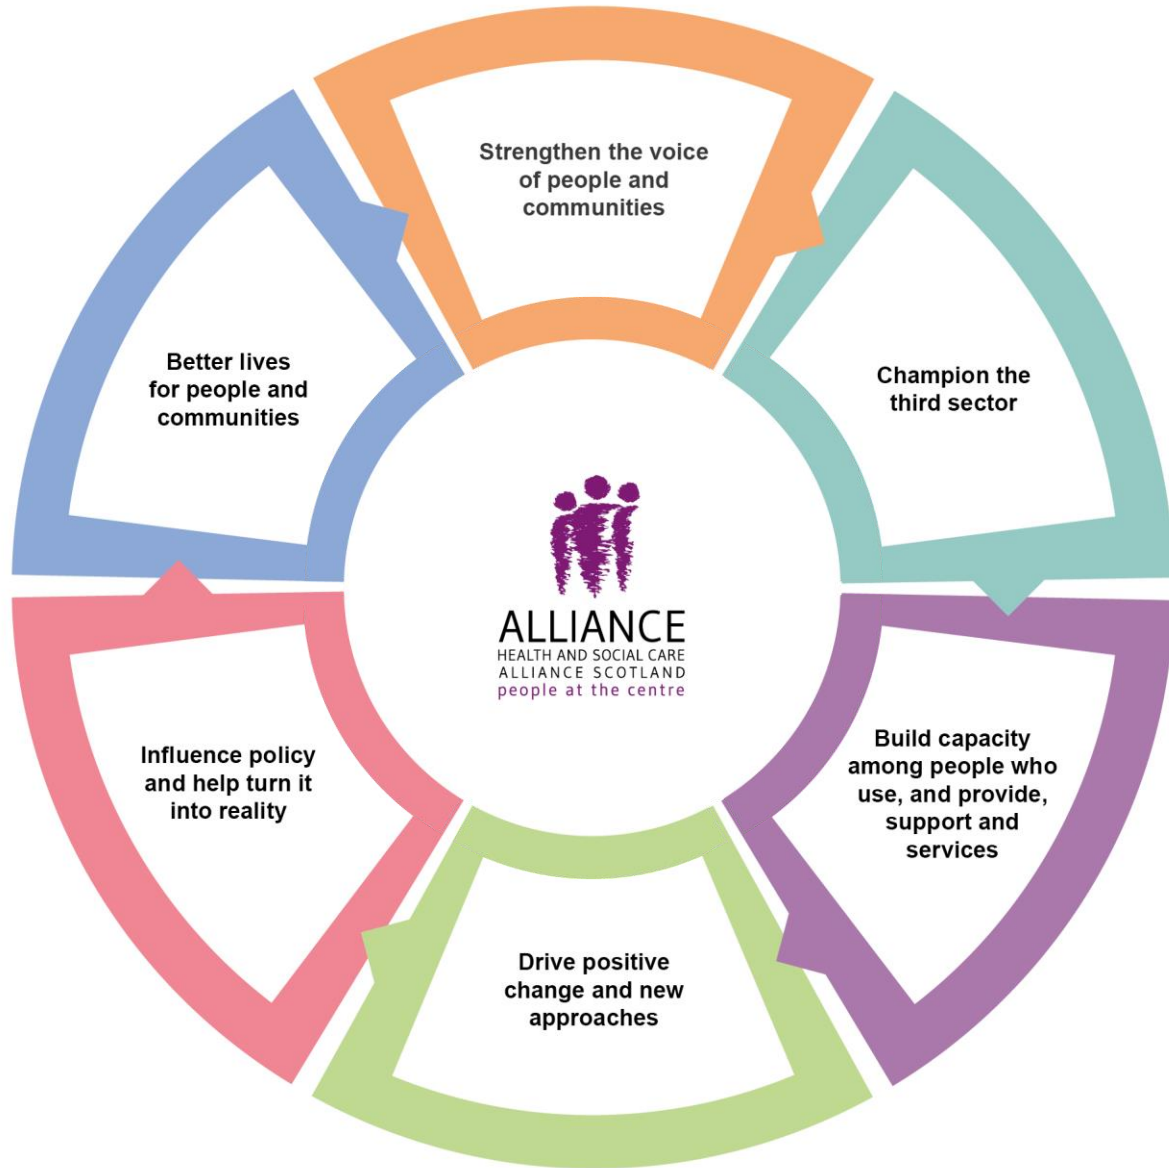 Strengthen the voice
of people and
communities
Champion the
third sector
Build capacity
among people who
use, and provide,
support and
services
Drive positive
change and new
approaches
Influence policy
and help turn it
into reality
Better lives
for people and
communities
ALLIANCE
HEALTH AND SOCIAL CARE
ALLIANCE SCOTLAND
people at the centre